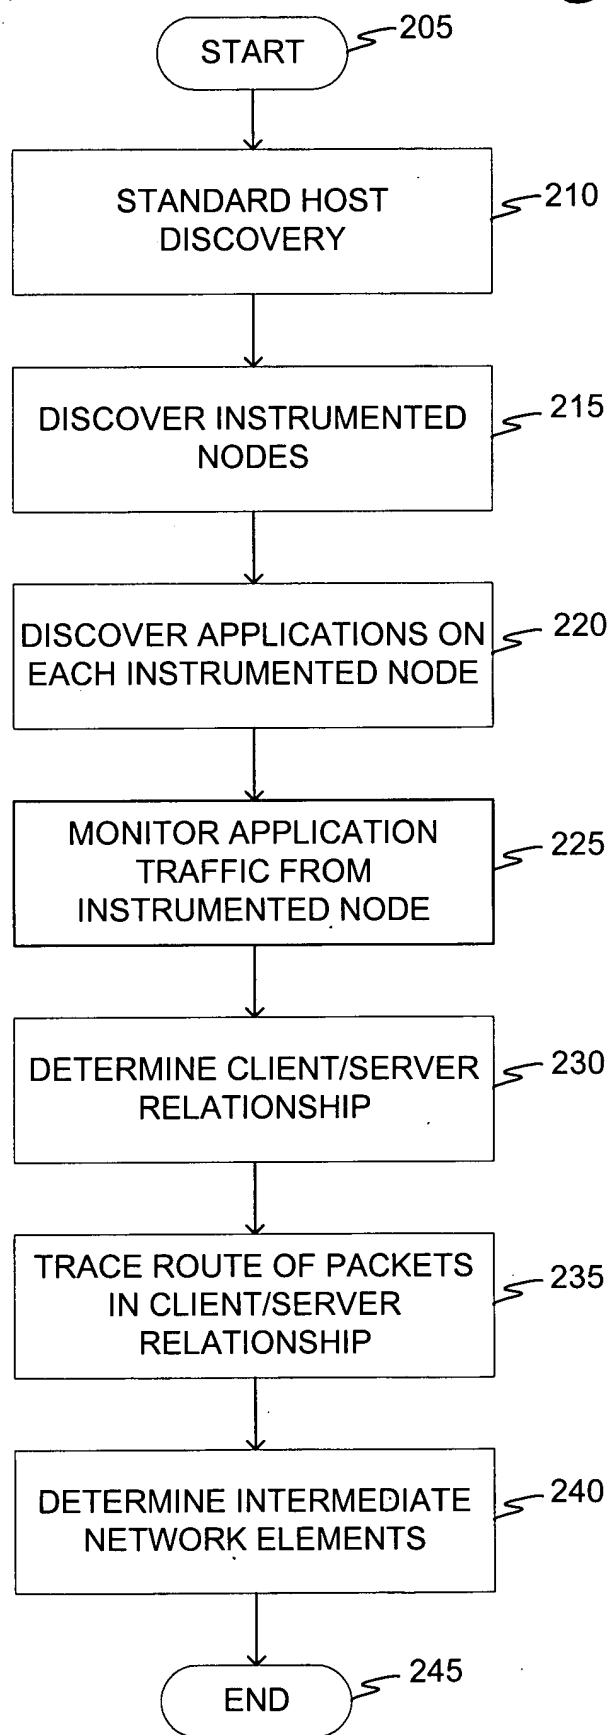 START
205
STANDARD HOST
DISCOVERY
210
DISCOVER INSTRUMENTED
NODES
215
DISCOVER APPLICATIONS ON
EACH INSTRUMENTED NODE
220
MONITOR APPLICATION
TRAFFIC FROM
INSTRUMENTED NODE
225
DETERMINE CLIENT/SERVER
RELATIONSHIP
230
TRACE ROUTE OF PACKETS
IN CLIENT/SERVER
RELATIONSHIP
235
DETERMINE INTERMEDIATE
NETWORK ELEMENTS
240
END
245